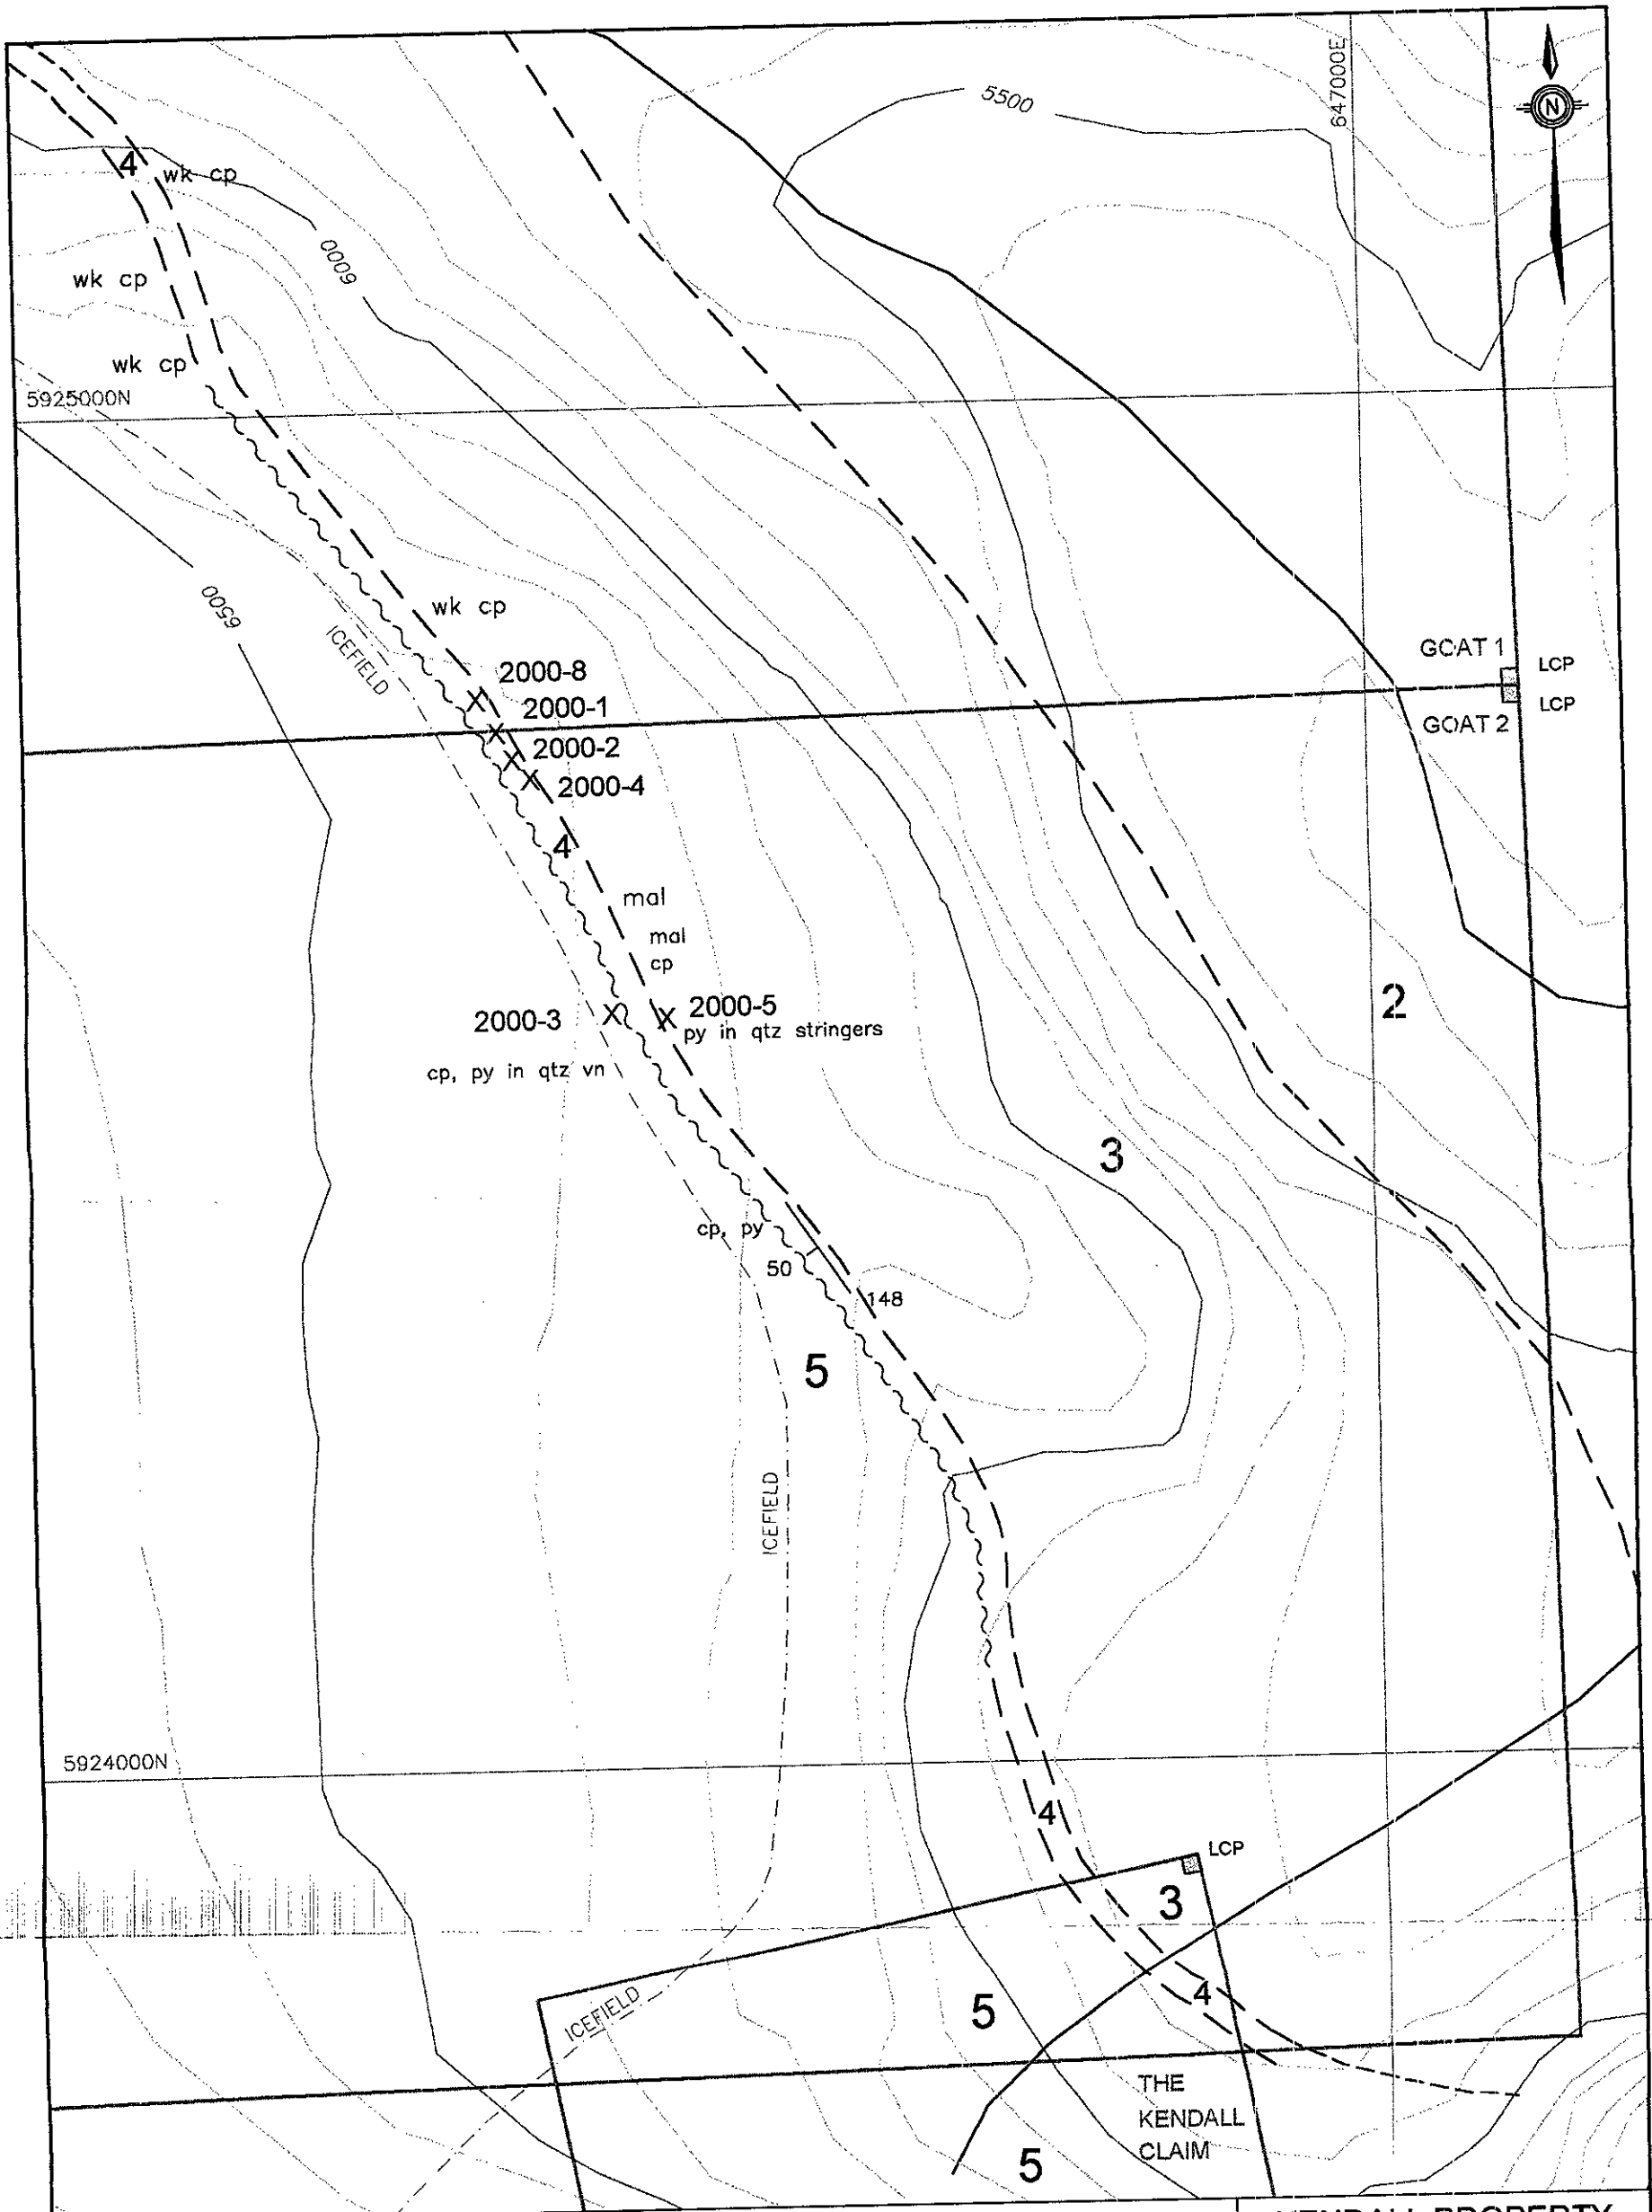 647000E
N
5500
4
wk cp
6000
wk cp
wk cp
5925000N
6500
ICEFIELD
wk cp
2000-8
2000-1
2000-2
2000-4
GOAT 1
LCP
LCP
GOAT 2
4
mal
mal
cp
2000-3
2000-5
py in qtz stringers
cp, py in qtz vn
2
3
cp, py
50
148
5
ICEFIELD
5924000N
4
LCP
3
4
ICEFIELD
5
THE
KENDALL
CLAIM
5
KENDALL PROPERTY